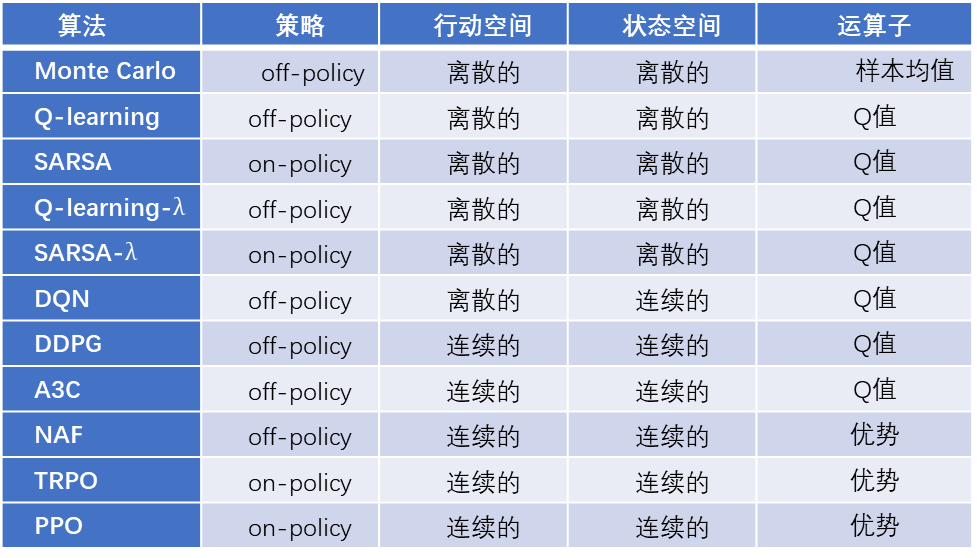 算法 策略 行动空间 状态空间 运算子
Monte Carlo off-policy 离散的 离散的 样本均值
Q-learning off-policy 离散的 离散的 Q值
SARSA on-policy 离散的 离散的 Q值
Q-learning-λ off-policy 离散的 离散的 Q值
SARSA-λ on-policy 离散的 离散的 Q值
DQN off-policy 离散的 连续的 Q值
DDPG off-policy 连续的 连续的 Q值
A3C off-policy 连续的 连续的 Q值
NAF off-policy 连续的 连续的 优势
TRPO on-policy 连续的 连续的 优势
PPO on-policy 连续的 连续的 优势